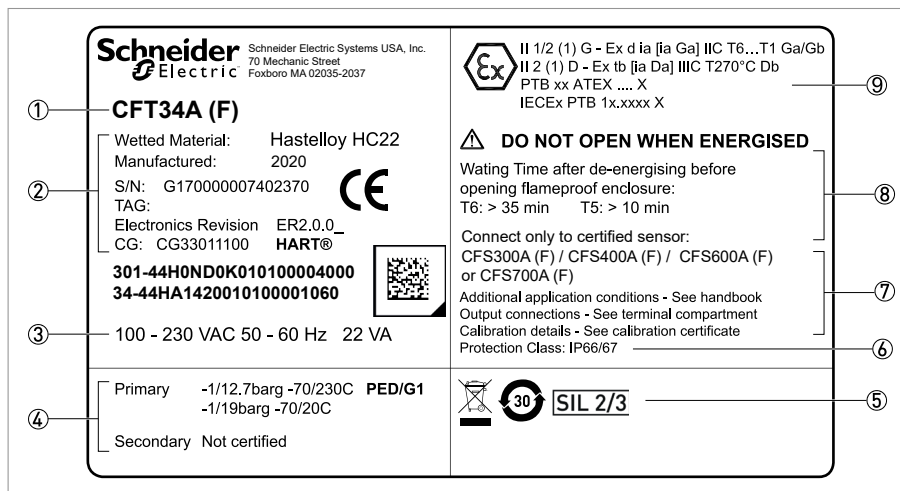 Schneider Electric
Schneider Electric Systems USA, Inc.
70 Mechanic Street
Foxboro MA 02035-2037
① CFT34A (F)
② Wetted Material: Hastelloy HC22
Manufactured: 2020
S/N: G170000007402370
TAG:
CE
Electronics Revision ER2.0.0_
CG: CG33011100 HART®
301-44H0ND0K010100004000
34-44HA1420010100001060
③ 100 - 230 VAC 50 - 60 Hz 22 VA
④ Primary -1/12.7barg -70/230C PED/G1
-1/19barg -70/20C
Secondary Not certified
Ex
II 1/2 (1) G - Ex d ia [ia Ga] IIC T6...T1 Ga/Gb
II 2 (1) D - Ex tb [ia Da] IIIC T270°C Db
PTB xx ATEX .... X
IECEx PTB 1x.xxxx X
⑨
DO NOT OPEN WHEN ENERGISED
Wating Time after de-energising before
opening flameproof enclosure:
T6: > 35 min T5: > 10 min
⑧
Connect only to certified sensor:
CFS300A (F) / CFS400A (F) / CFS600A (F)
or CFS700A (F)
Additional application conditions - See handbook
Output connections - See terminal compartment
Calibration details - See calibration certificate
⑦
Protection Class: IP66/67 ⑥
30 SIL 2/3 ⑤